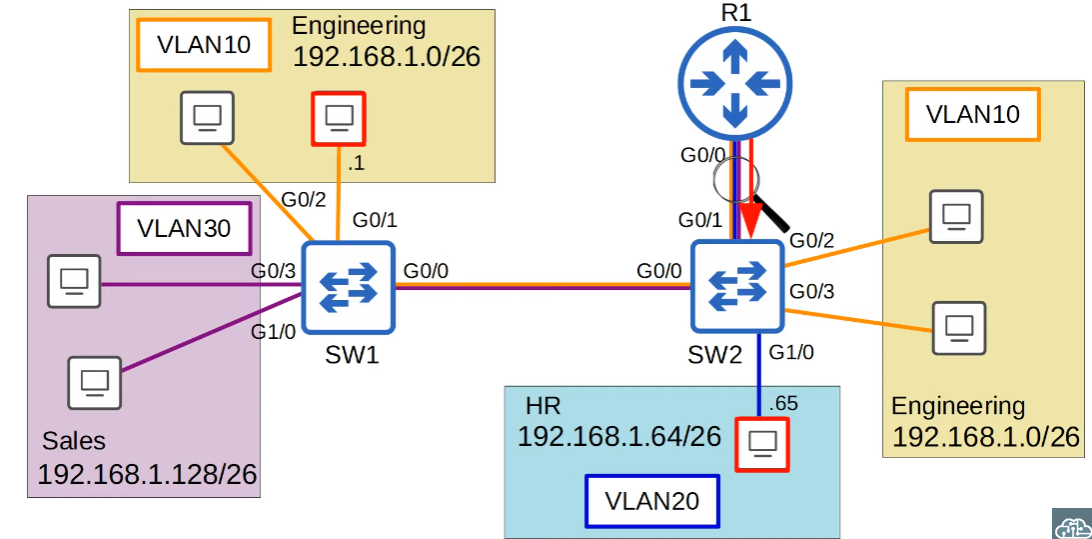 R1
VLAN10
Engineering
192.168.1.0/26
.1
G0/2
G0/1
VLAN30
G0/3
G1/0
SW1
G0/0
Sales
192.168.1.128/26
G0/0
G0/1
G0/0
G0/2
G0/3
SW2
G1/0
VLAN10
Engineering
192.168.1.0/26
HR
.65
192.168.1.64/26
VLAN20